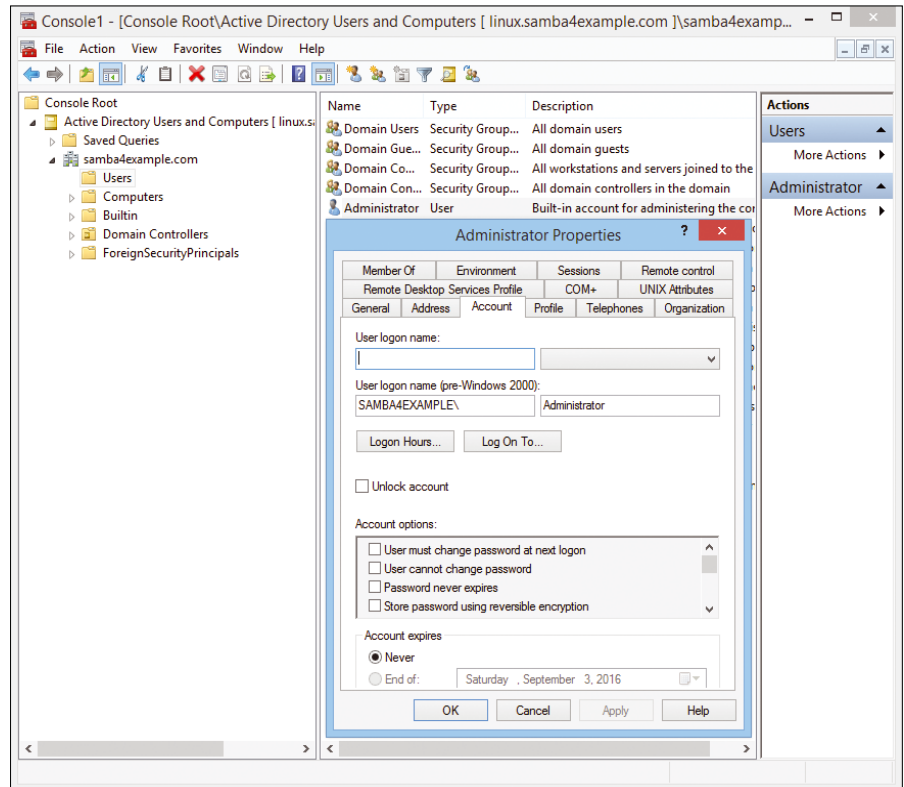 Console1 - [Console Root\Active Directory Users and Computers [ linux.samba4example.com ]\samba4examp...
File Action View Favorites Window Help
Console Root
Active Directory Users and Computers [ linux.s
Saved Queries
samba4example.com
Users
Computers
Builtin
Domain Controllers
ForeignSecurityPrincipals
Name Type Description
Domain Users Security Group... All domain users
Domain Gue... Security Group... All domain guests
Domain Co... Security Group... All workstations and servers joined to the
Domain Con... Security Group... All domain controllers in the domain
Administrator User Built-in account for administering the co
Actions
Users
More Actions
Administrator
More Actions
Administrator Properties
Member Of Environment Sessions Remote control
Remote Desktop Services Profile COM+ UNIX Attributes
General Address Account Profile Telephones Organization
User logon name:
User logon name (pre-Windows 2000):
SAMBA4EXAMPLE\ Administrator
Logon Hours... Log On To...
Unlock account
Account options:
User must change password at next logon
User cannot change password
Password never expires
Store password using reversible encryption
Account expires
Never
End of: Saturday , September 3, 2016
OK Cancel Apply Help